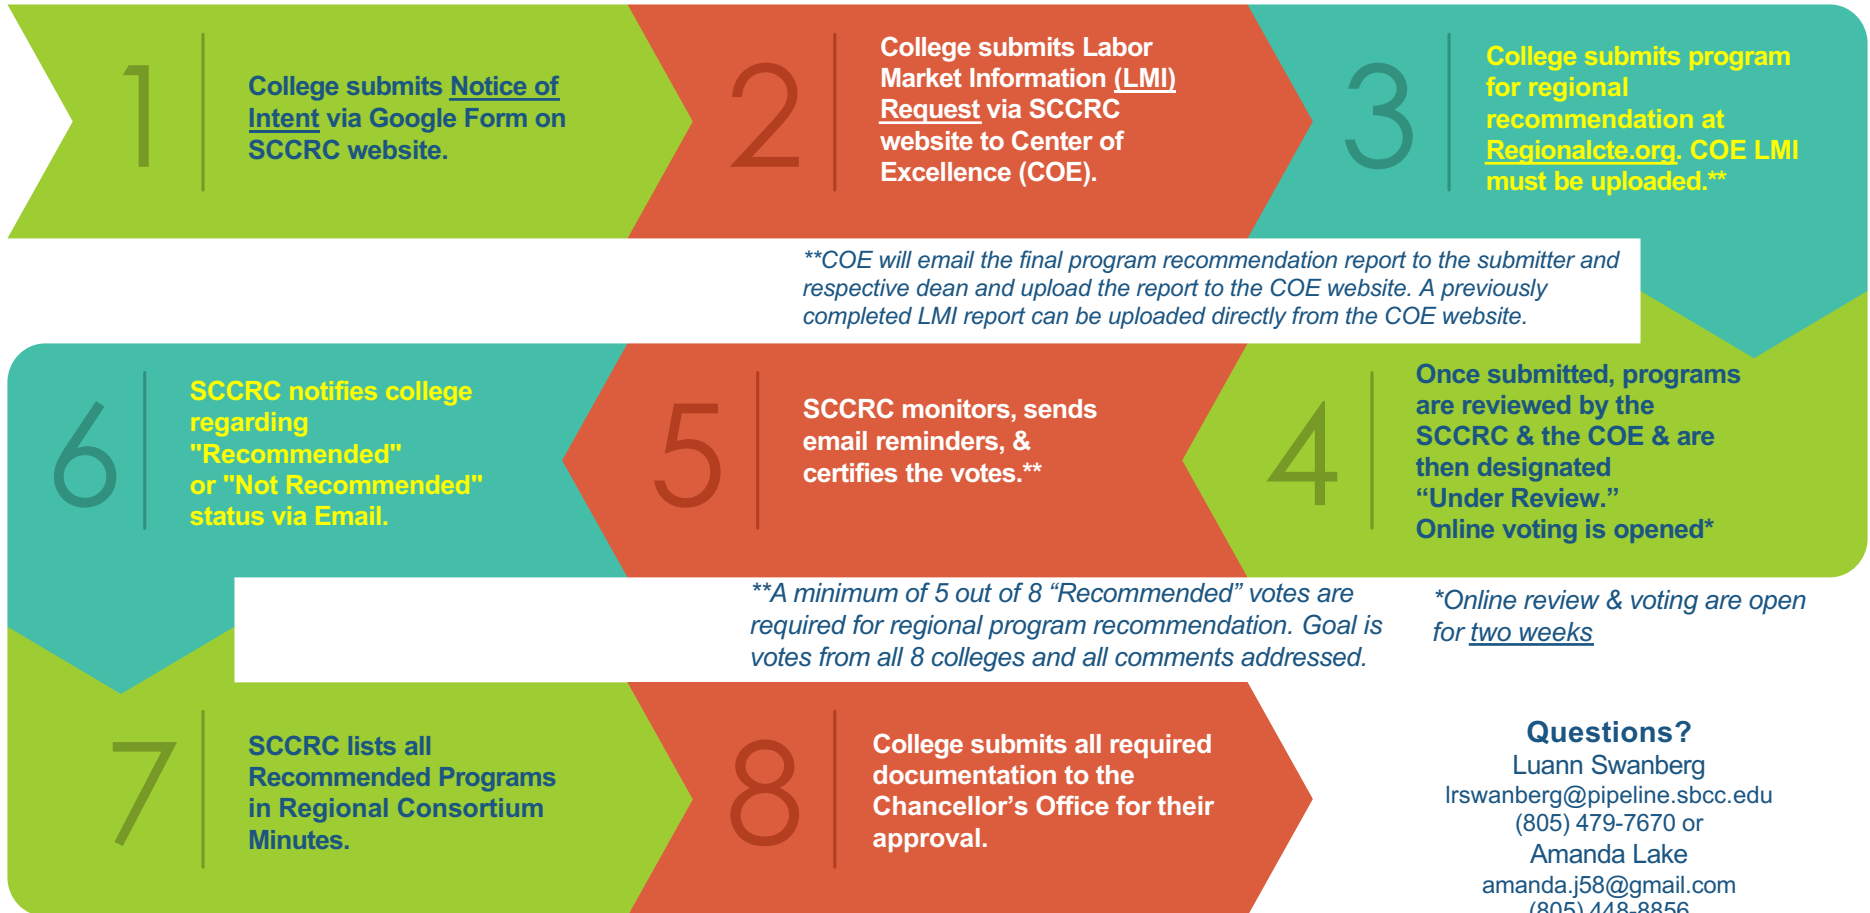 1
College submits Notice of
Intent via Google Form on
SCCRC website.
2
College submits Labor
Market Information (LMI)
Request via SCCRC
website to Center of
Excellence (COE).
3
College submits program
for regional
recommendation at
Regionalcte.org. COE LMI
must be uploaded.**
**COE will email the final program recommendation report to the submitter and
respective dean and upload the report to the COE website. A previously
completed LMI report can be uploaded directly from the COE website.
4
Once submitted, programs
are reviewed by the
SCCRC & the COE & are
then designated
“Under Review.”
Online voting is opened*
*Online review & voting are open
for two weeks
5
SCCRC monitors, sends
email reminders, &
certifies the votes.**
**A minimum of 5 out of 8 “Recommended” votes are
required for regional program recommendation. Goal is
votes from all 8 colleges and all comments addressed.
6
SCCRC notifies college
regarding
"Recommended"
or "Not Recommended"
status via Email.
7
SCCRC lists all
Recommended Programs
in Regional Consortium
Minutes.
8
College submits all required
documentation to the
Chancellor’s Office for their
approval.
Questions?
Luann Swanberg
lrswanberg@pipeline.sbcc.edu
(805) 479-7670 or
Amanda Lake
amanda.j58@gmail.com
(805) 448-8856